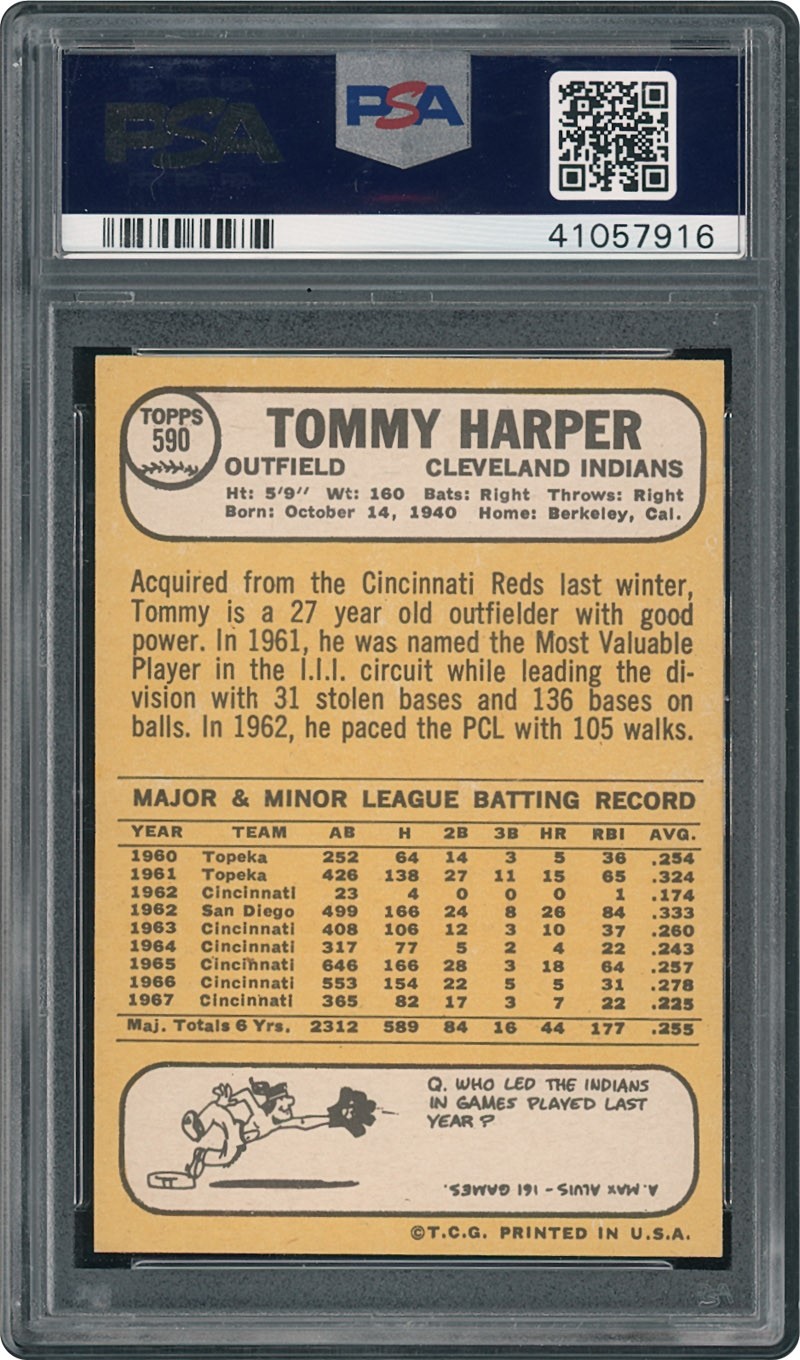 PSA PSA
41057916
TOPPS
590
TOMMY HARPER
OUTFIELD CLEVELAND INDIANS
Ht: 5'9" Wt: 160 Bats: Right Throws: Right
Born: October 14, 1940 Home: Berkeley, Cal.
Acquired from the Cincinnati Reds last winter,
Tommy is a 27 year old outfielder with good
power. In 1961, he was named the Most Valuable
Player in the I.I.I. circuit while leading the di-
vision with 31 stolen bases and 136 bases on
balls. In 1962, he paced the PCL with 105 walks.
MAJOR & MINOR LEAGUE BATTING RECORD
YEAR TEAM AB H 2B 3B HR RBI AVG.
1960 Topeka 252 64 14 3 5 36 .254
1961 Topeka 426 138 27 11 15 65 .324
1962 Cincinnati 23 4 0 0 0 1 .174
1962 San Diego 499 166 24 8 26 84 .333
1963 Cincinnati 408 106 12 3 10 37 .260
1964 Cincinnati 317 77 5 2 4 22 .243
1965 Cincinnati 646 166 28 3 18 64 .257
1966 Cincinnati 553 154 22 5 5 31 .278
1967 Cincinnati 365 82 17 3 7 22 .225
Maj. Totals 6 Yrs. 2312 589 84 16 44 177 .255
Q. WHO LED THE INDIANS
IN GAMES PLAYED LAST
YEAR?
A. MAX ALVIS - 161 GAMES.
©T.C.G. PRINTED IN U.S.A.